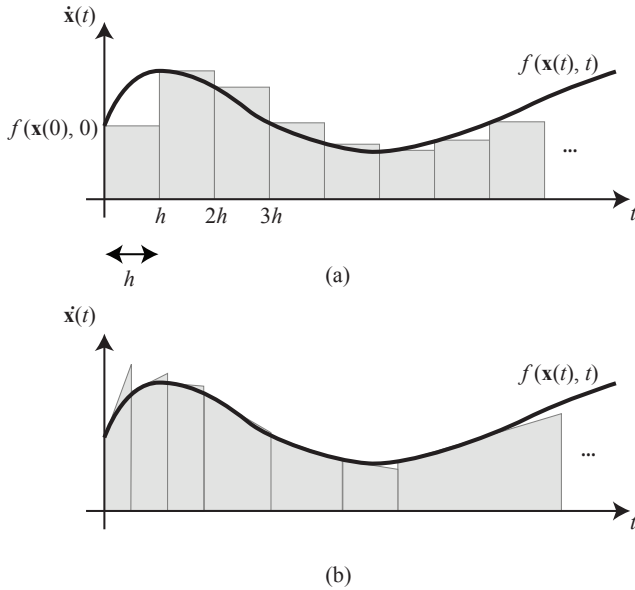 ẋ(t)
f(x(t), t)
f(x(0), 0)
...
h 2h 3h t
h
(a)
ẋ(t)
f(x(t), t)
...
t
(b)